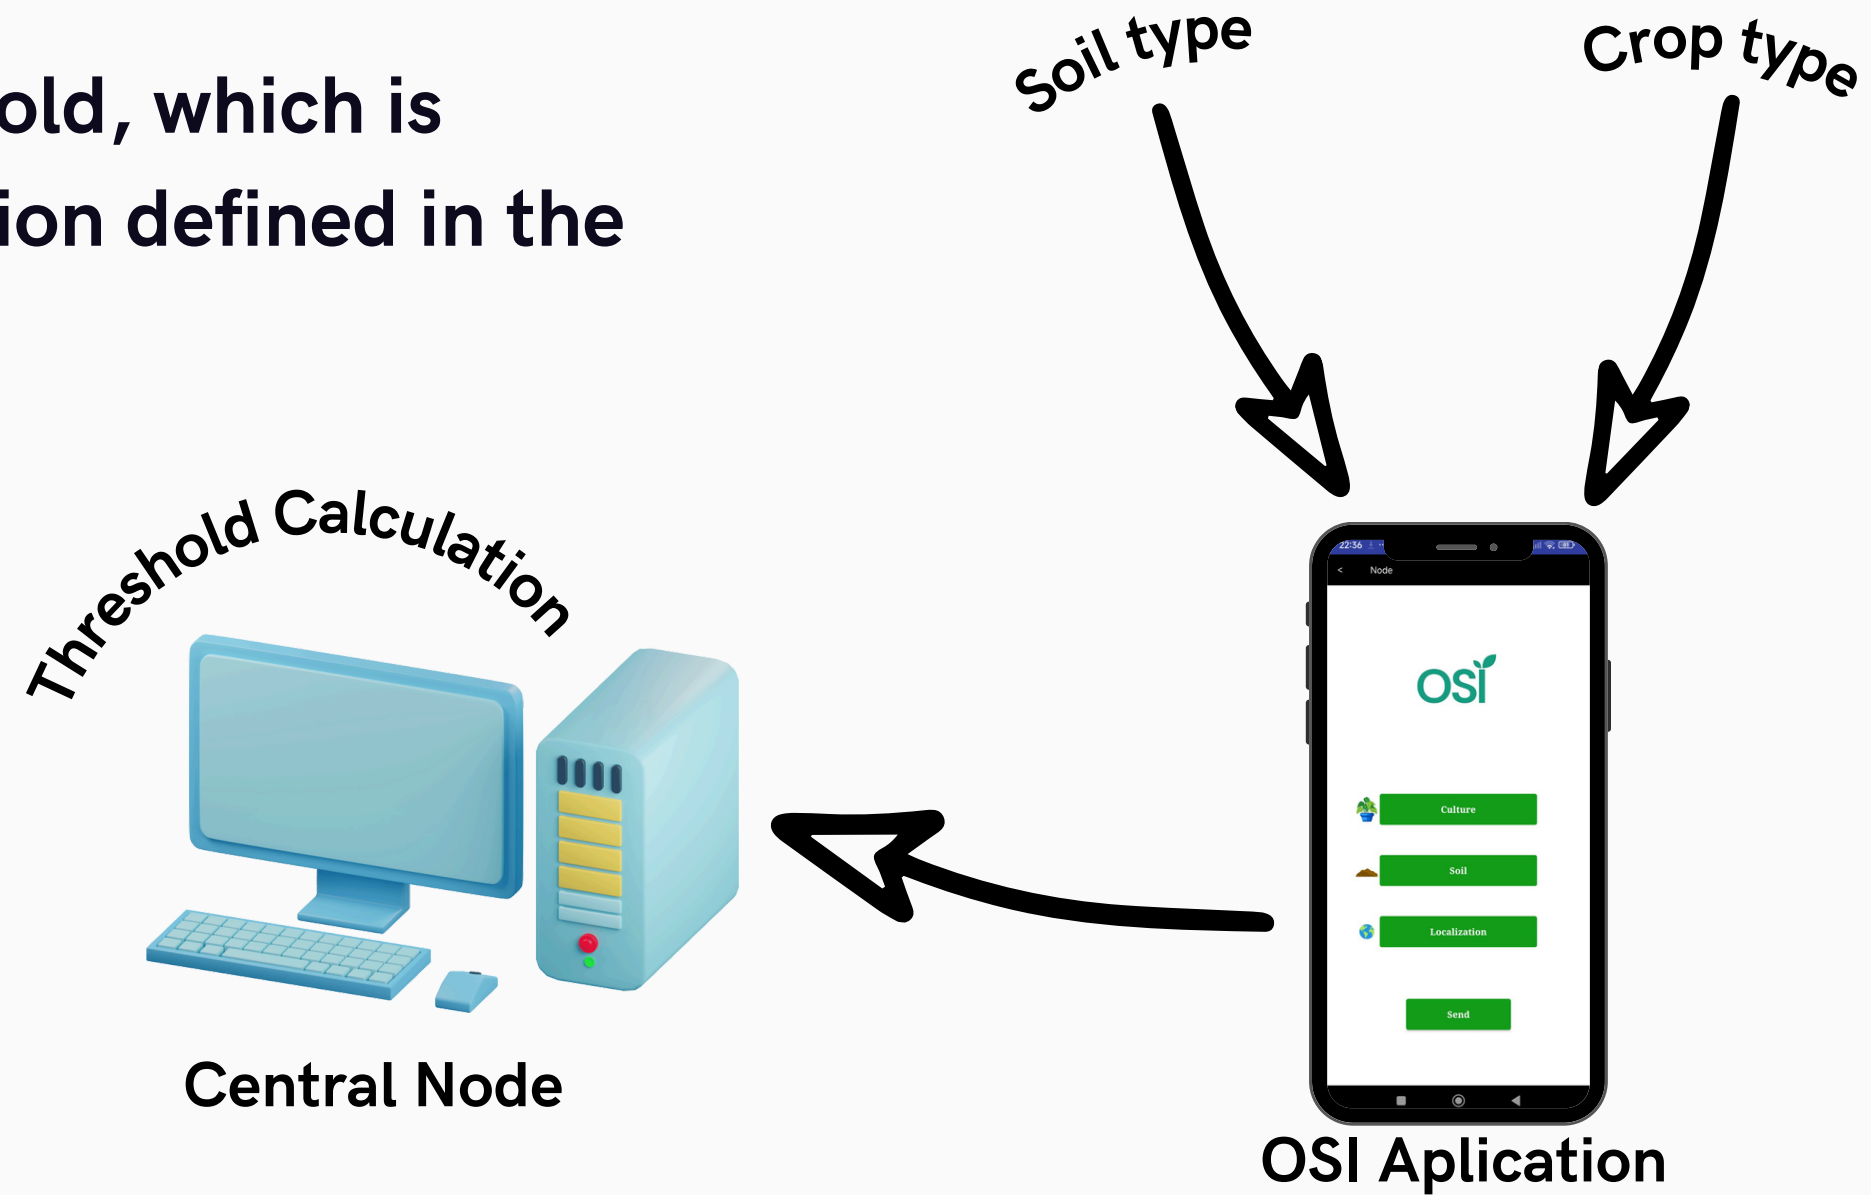 old, which is
ion defined in the
Soil type
Crop type
Threshold Calculation
22:36
< Node
OSI
Culture
Soil
Localization
Send
Central Node
OSI Aplication